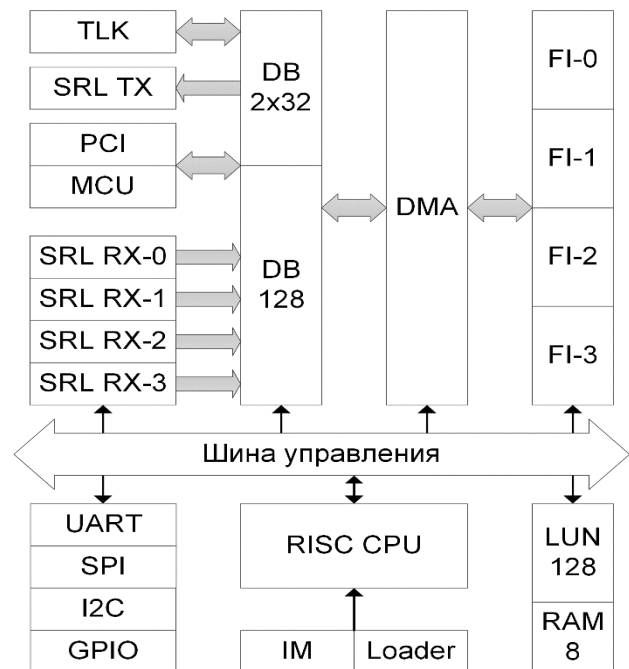 TLK
SRL TX
PCI
MCU
SRL RX-0
SRL RX-1
SRL RX-2
SRL RX-3
DB
2x32
DB
128
DMA
FI-0
FI-1
FI-2
FI-3
Шина управления
UART
SPI
I2C
GPIO
RISC CPU
IM
Loader
LUN
128
RAM
8